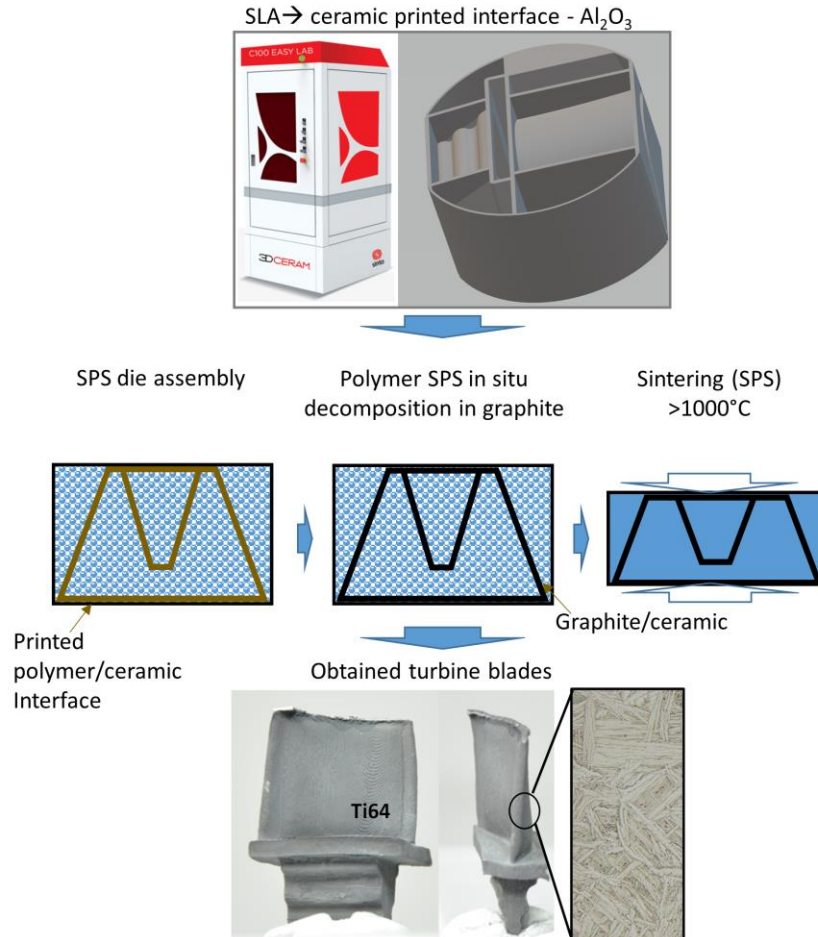 SLA→ ceramic printed interface - Al₂O₃
C100 EASY LAB
3DCERAM
SPS die assembly
Polymer SPS in situ
decomposition in graphite
Sintering (SPS)
>1000°C
Printed
polymer/ceramic
Interface
Graphite/ceramic
Obtained turbine blades
Ti64